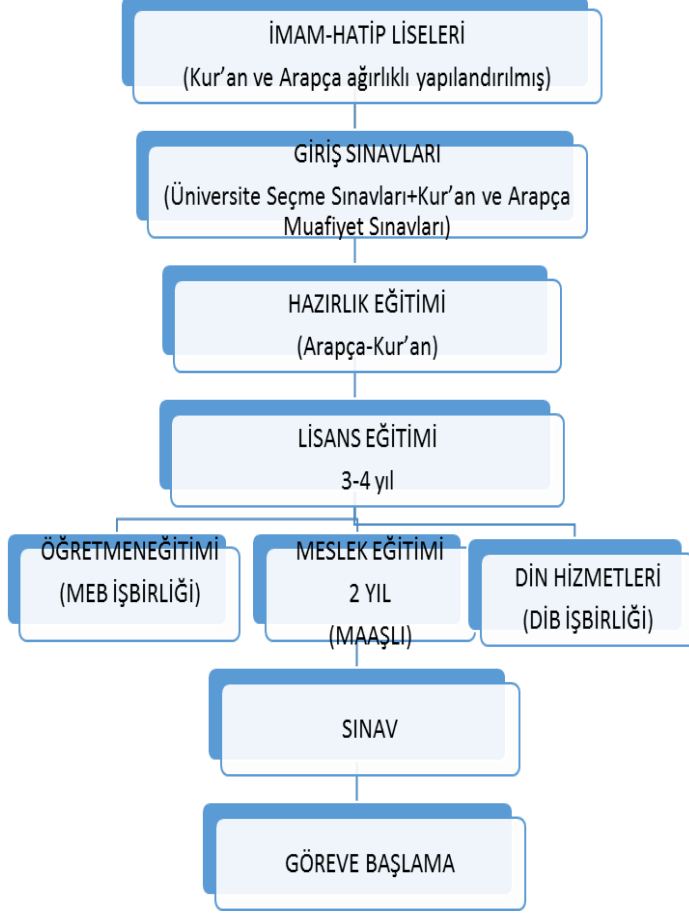 İMAM-HATİP LİSELERİ
(Kur’an ve Arapça ağırlıklı yapılandırılmış)
GİRİŞ SINAVLARI
(Üniversite Seçme Sınavları+Kur’an ve Arapça
Muafiyet Sınavları)
HAZIRLIK EĞİTİMİ
(Arapça-Kur’an)
LİSANS EĞİTİMİ
3-4 yıl
ÖĞRETMENEĞİTİMİ
(MEB İŞBİRLİĞİ)
MESLEK EĞİTİMİ
2 YIL
(MAAŞLI)
DİN HİZMETLERİ
(DİB İŞBİRLİĞİ)
SINAV
GÖREVE BAŞLAMA